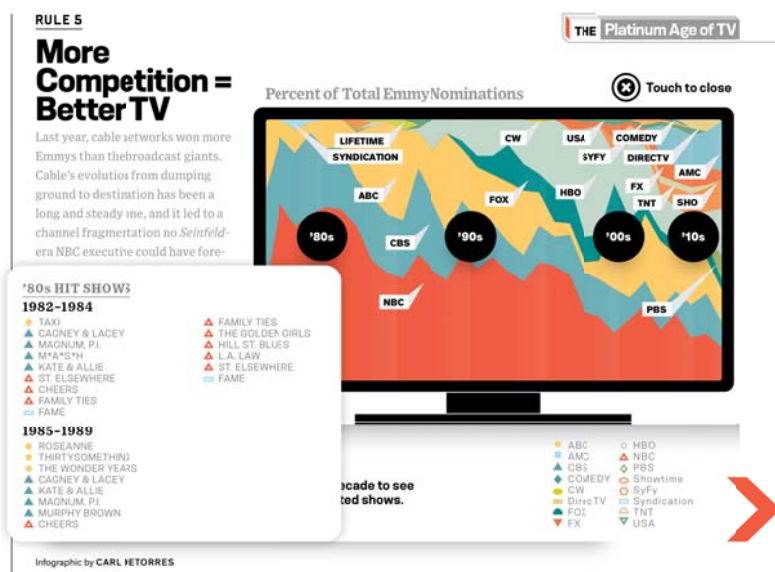 RULE 5
THE Platinum Age of TV
More
Competition =
Better TV
Last year, cable networks won more
Emmys than thebroadcast giants.
Cable's evolution from dumping
ground to destination has been a
long and steady one, and it led to a
channel fragmertation no Seinfeld-
era NBC executive could have fore-
Percent of Total EmmyNominations
Touch to close
LIFETIME
SYNDICATION
ABC
CBS
NBC
CW
FOX
HBO
USA
SYFY
COMEDY
DIRECTV
FX
TNT
AMC
SHO
PBS
'80s
'90s
'00s
'10s
'80s HIT SHOWS
1982–1984
TAXI
CAGNEY & LACEY
MAGNUM, P.I.
M*A*S*H
KATE & ALLIE
ST. ELSEWHERE
CHEERS
FAMILY TIES
FAME
1985–1989
ROSEANNE
THIRTYSOMETHING
THE WONDER YEARS
CAGNEY & LACEY
KATE & ALLIE
MAGNUM, P.I.
MURPHY BROWN
CHEERS
FAMILY TIES
THE GOLDEN GIRLS
HILL ST. BLUES
L.A. LAW
ST. ELSEWHERE
FAME
ecade to see
ted shows.
ABC
AMC
CBS
COMEDY
CW
DirecTV
FOX
FX
HBO
NBC
PBS
Showtime
SyFy
Syndication
TNT
USA
Infographic by CARL DETORRES